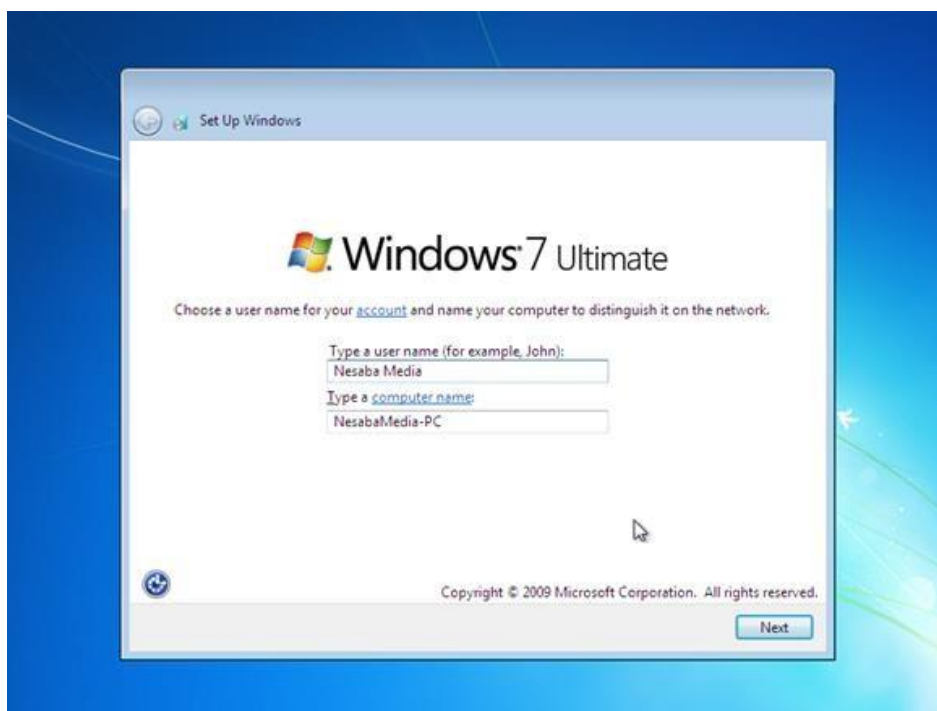 Set Up Windows
Windows 7 Ultimate
Choose a user name for your account and name your computer to distinguish it on the network.
Type a user name (for example, John):
Nesaba Media
Type a computer name:
NesabaMedia-PC
Copyright © 2009 Microsoft Corporation. All rights reserved.
Next